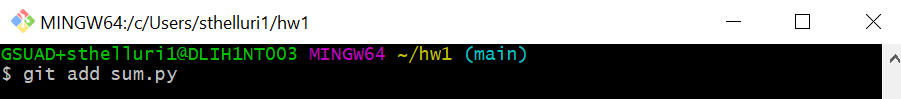 MINGW64:/c/Users/sthelluri1/hw1
GSUAD+sthelluri1@DLIH1NT003 MINGW64 ~/hw1 (main)
$ git add sum.py